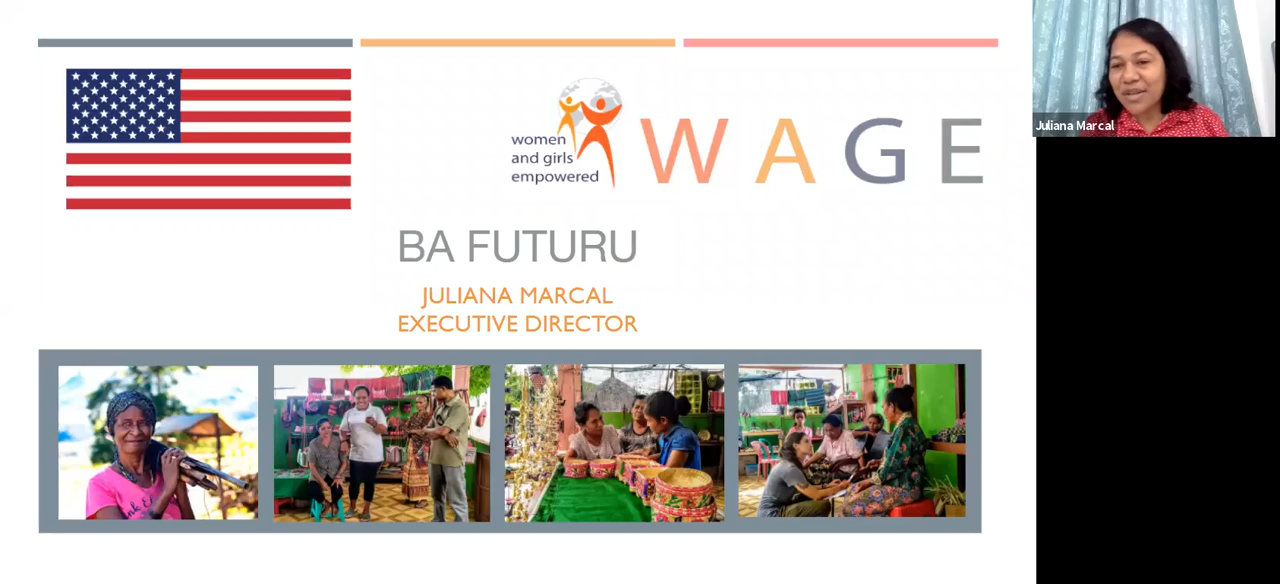 women
and girls
empowered
WAGE
BA FUTURU
JULIANA MARCAL
EXECUTIVE DIRECTOR
Juliana Marcal